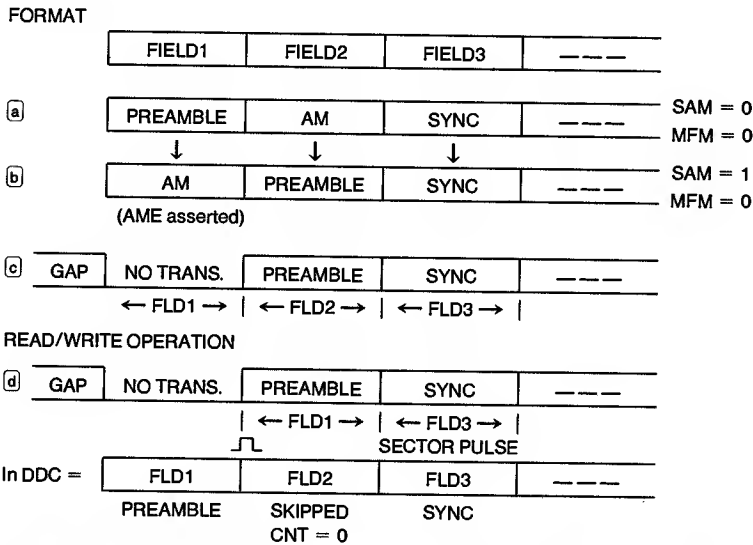 FORMAT
FIELD1 FIELD2 FIELD3 ———
a PREAMBLE AM SYNC ——— SAM = 0
MFM = 0
↓ ↓ ↓
b AM PREAMBLE SYNC ——— SAM = 1
MFM = 0
(AME asserted)
c GAP NO TRANS. PREAMBLE SYNC ———
← FLD1 → | ← FLD2 → | ← FLD3 → |
READ/WRITE OPERATION
d GAP NO TRANS. PREAMBLE SYNC ———
| ← FLD1 → | ← FLD3 → |
SECTOR PULSE
In DDC = FLD1 FLD2 FLD3 ———
PREAMBLE SKIPPED SYNC
CNT = 0